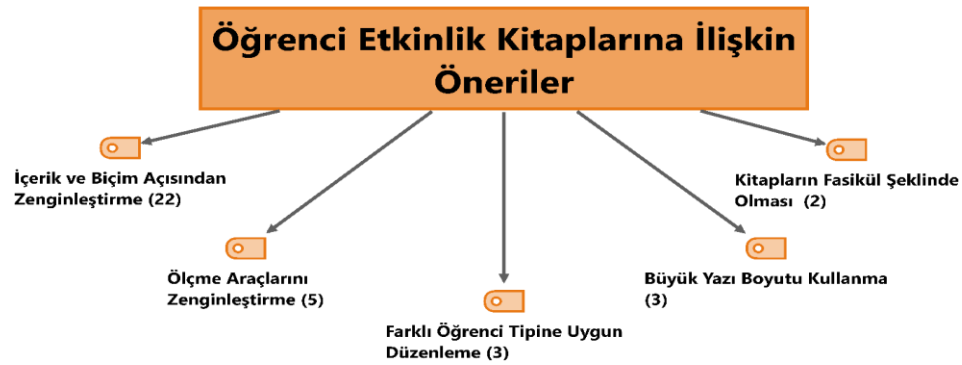 Öğrenci Etkinlik Kitaplarına İlişkin
Öneriler
İçerik ve Biçim Açısından
Zenginleştirme (22)
Ölçme Araçlarını
Zenginleştirme (5)
Farklı Öğrenci Tipine Uygun
Düzenleme (3)
Büyük Yazı Boyutu Kullanma
(3)
Kitapların Fasikül Şeklinde
Olması (2)